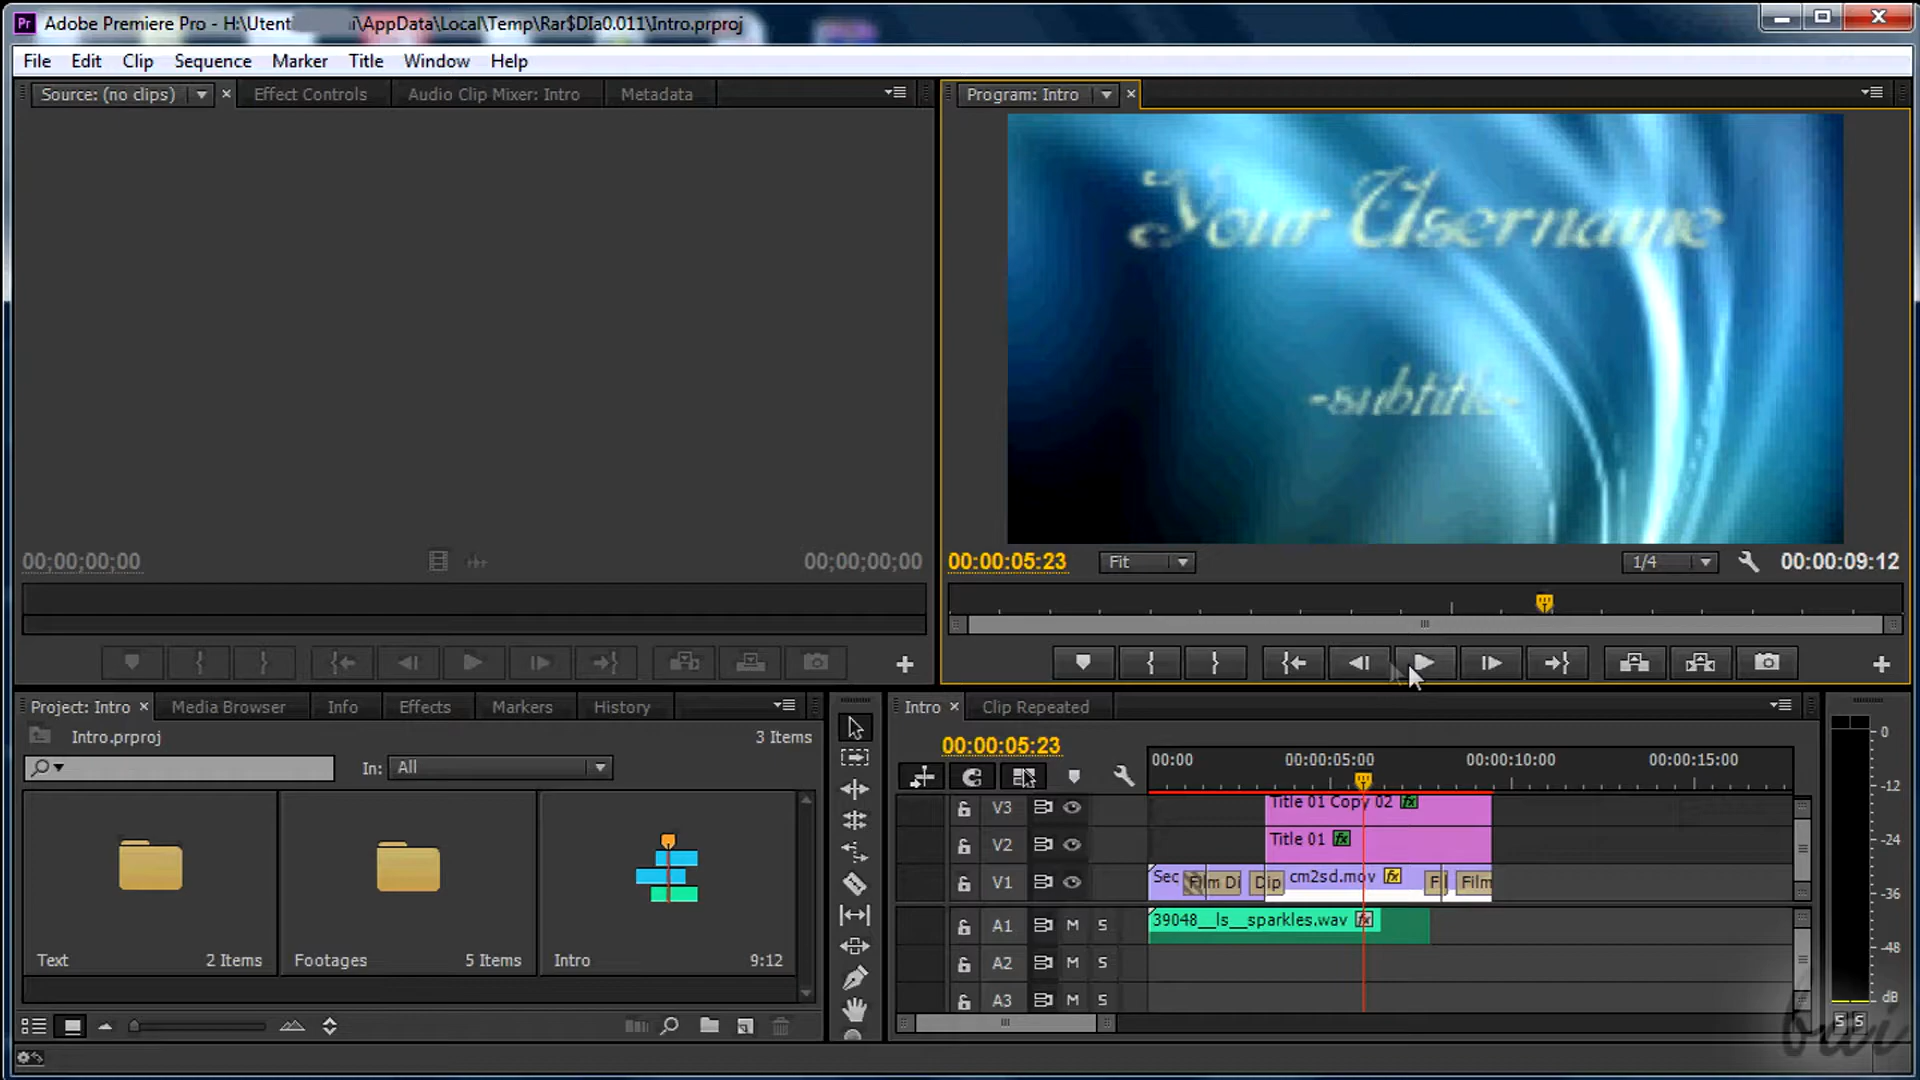 Pr Adobe Premiere Pro - H:\Utent i\AppData\Local\Temp\Rar$DIa0.011\Intro.prproj
File Edit Clip Sequence Marker Title Window Help
Source: (no clips) Effect Controls Audio Clip Mixer: Intro Metadata
Program: Intro
Your Username
-subtitle-
00;00;00;00 00;00;00;00
00:00:05:23 Fit 1/4 00:00:09:12
Project: Intro Media Browser Info Effects Markers History
Intro.prproj 3 Items
In: All
Text 2 Items
Footages 5 Items
Intro 9:12
Intro Clip Repeated
00:00:05:23
00:00 00:00:05:00 00:00:10:00 00:00:15:00
V3 Title 01 Copy 02 fx
V2 Title 01 fx
V1 Sec Film Di Dip cm2sd.mov fx Fi Film
A1 M S 39048__ls__sparkles.wav fx
A2 M S
A3 M S
0
-12
-24
-36
-48
dB
S S